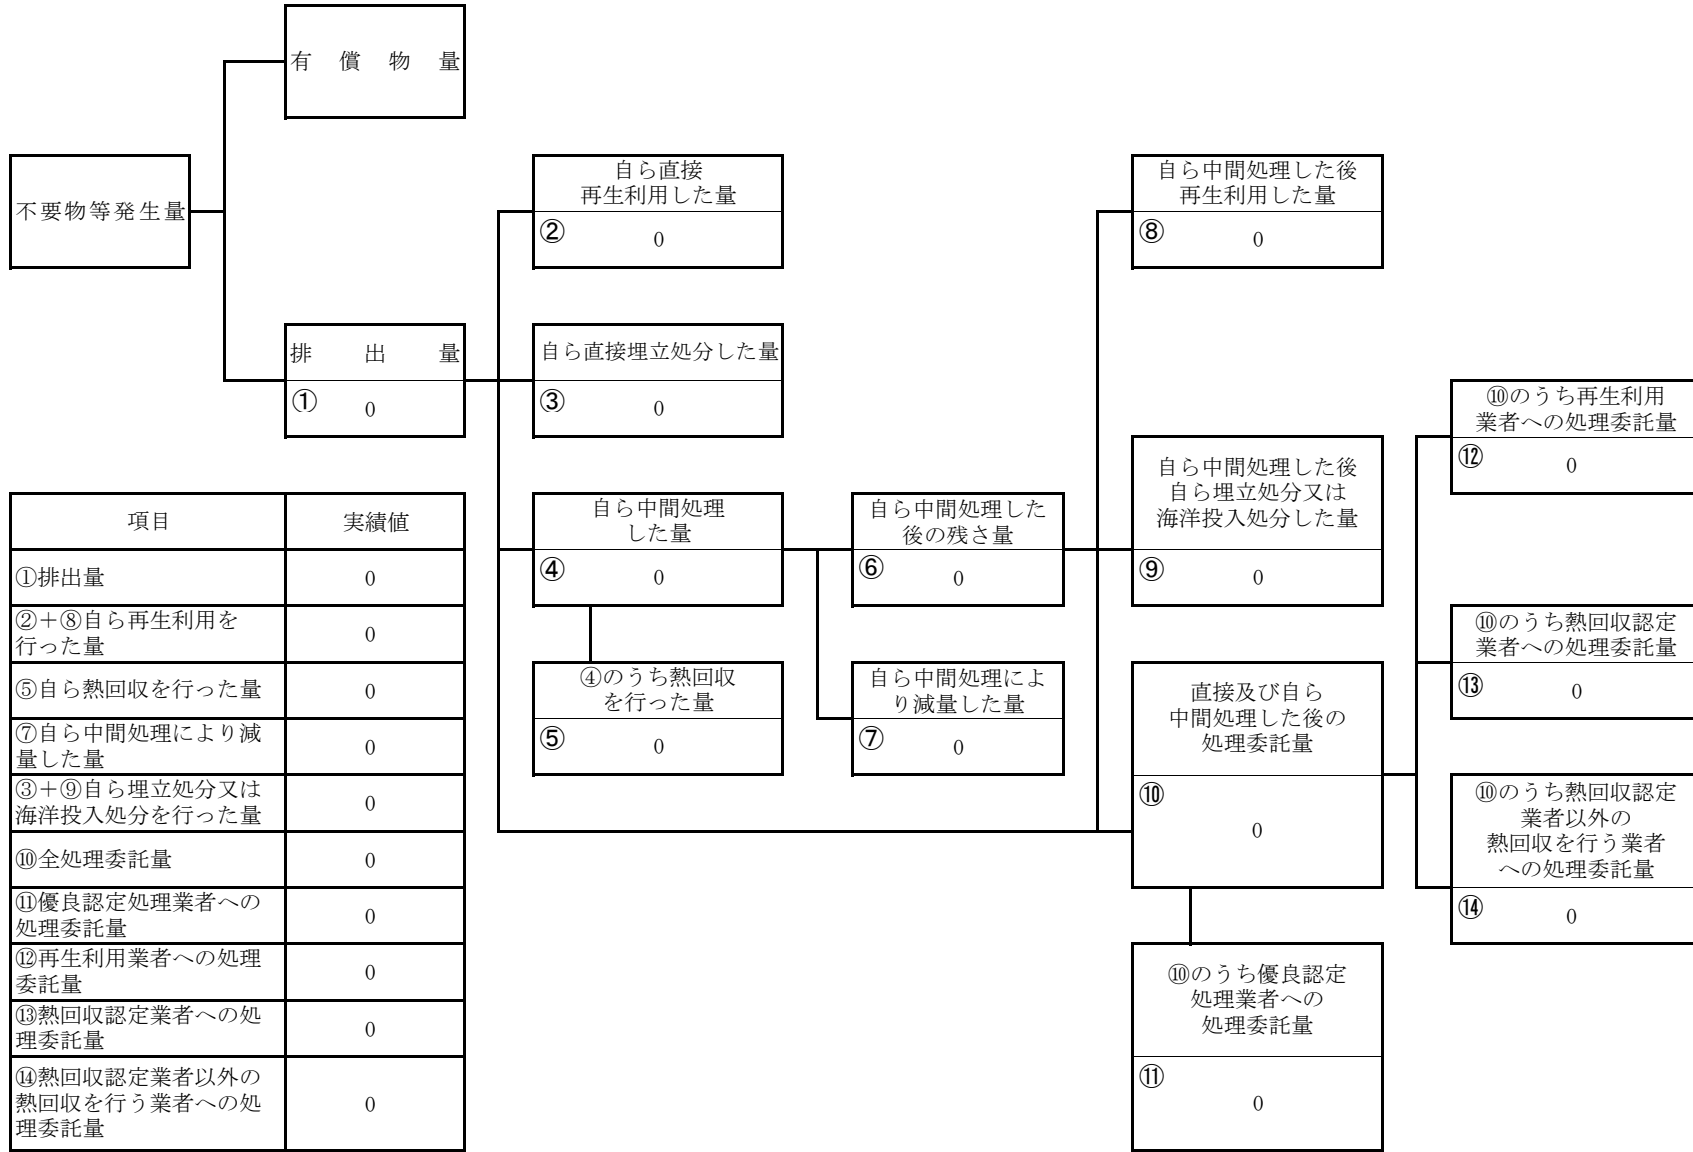 有償物量
不要物等発生量
排出量
① 0
自ら直接
再生利用した量
② 0
自ら直接埋立処分した量
③ 0
自ら中間処理
した量
④ 0
④のうち熱回収
を行った量
⑤ 0
自ら中間処理した
後の残さ量
⑥ 0
自ら中間処理によ
り減量した量
⑦ 0
自ら中間処理した後
再生利用した量
⑧ 0
自ら中間処理した後
自ら埋立処分又は
海洋投入処分した量
⑨ 0
直接及び自ら
中間処理した後の
処理委託量
⑩
0
⑩のうち優良認定
処理業者への
処理委託量
⑪
0
⑩のうち再生利用
業者への処理委託量
⑫ 0
⑩のうち熱回収認定
業者への処理委託量
⑬ 0
⑩のうち熱回収認定
業者以外の
熱回収を行う業者
への処理委託量
⑭ 0
項目 実績値
①排出量 0
②＋⑧自ら再生利用を
行った量 0
⑤自ら熱回収を行った量 0
⑦自ら中間処理により減
量した量 0
③＋⑨自ら埋立処分又は
海洋投入処分を行った量 0
⑩全処理委託量 0
⑪優良認定処理業者への
処理委託量 0
⑫再生利用業者への処理
委託量 0
⑬熱回収認定業者への処
理委託量 0
⑭熱回収認定業者以外の
熱回収を行う業者への処 0
理委託量